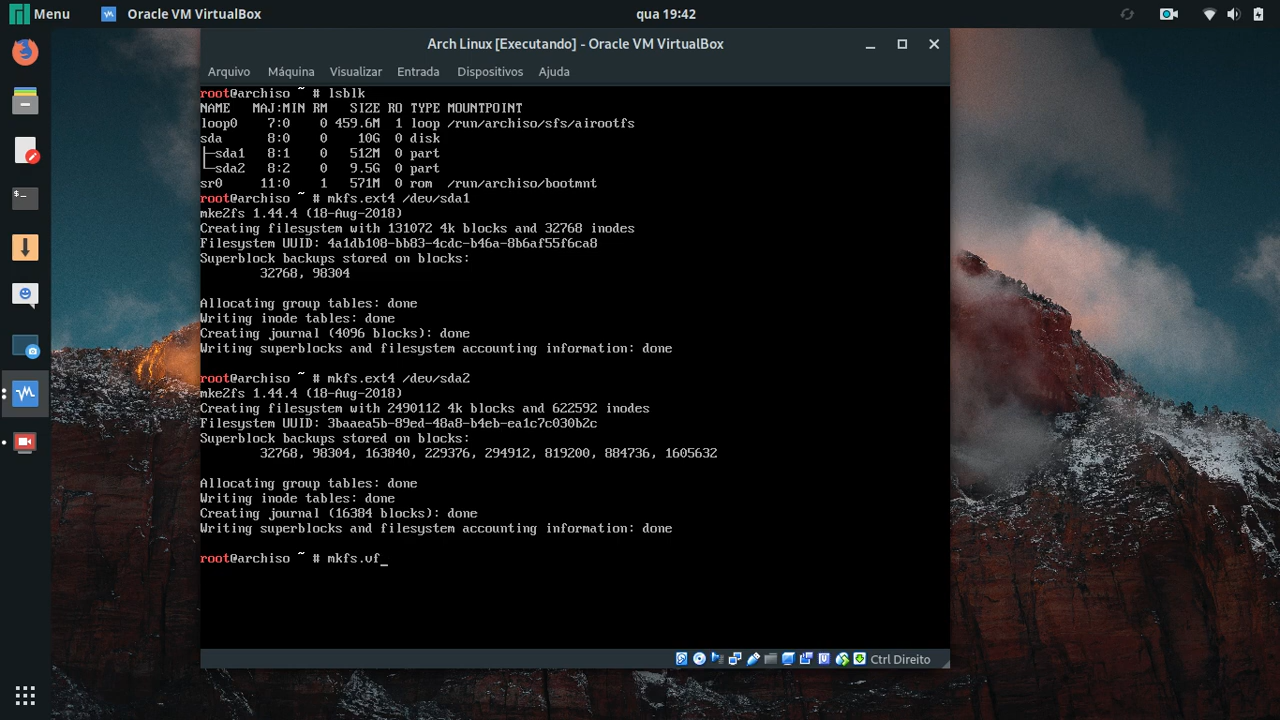 Menu
Oracle VM VirtualBox
qua 19:42
Arch Linux [Executando] - Oracle VM VirtualBox
Arquivo Máquina Visualizar Entrada Dispositivos Ajuda
root@archiso ~ # lsblk
NAME   MAJ:MIN RM   SIZE RO TYPE MOUNTPOINT
loop0    7:0    0 459.6M  1 loop /run/archiso/sfs/airootfs
sda      8:0    0    10G  0 disk
├─sda1   8:1    0   512M  0 part
└─sda2   8:2    0   9.5G  0 part
sr0     11:0    1   571M  0 rom  /run/archiso/bootmnt
root@archiso ~ # mkfs.ext4 /dev/sda1
mke2fs 1.44.4 (18-Aug-2018)
Creating filesystem with 131072 4k blocks and 32768 inodes
Filesystem UUID: 4a1db108-bb83-4cdc-b46a-8b6af55f6ca8
Superblock backups stored on blocks:
32768, 98304
Allocating group tables: done
Writing inode tables: done
Creating journal (4096 blocks): done
Writing superblocks and filesystem accounting information: done
root@archiso ~ # mkfs.ext4 /dev/sda2
mke2fs 1.44.4 (18-Aug-2018)
Creating filesystem with 2490112 4k blocks and 622592 inodes
Filesystem UUID: 3baaea5b-89ed-48a8-b4eb-ea1c7c030b2c
Superblock backups stored on blocks:
32768, 98304, 163840, 229376, 294912, 819200, 884736, 1605632
Allocating group tables: done
Writing inode tables: done
Creating journal (16384 blocks): done
Writing superblocks and filesystem accounting information: done
root@archiso ~ # mkfs.vf_
Ctrl Direito